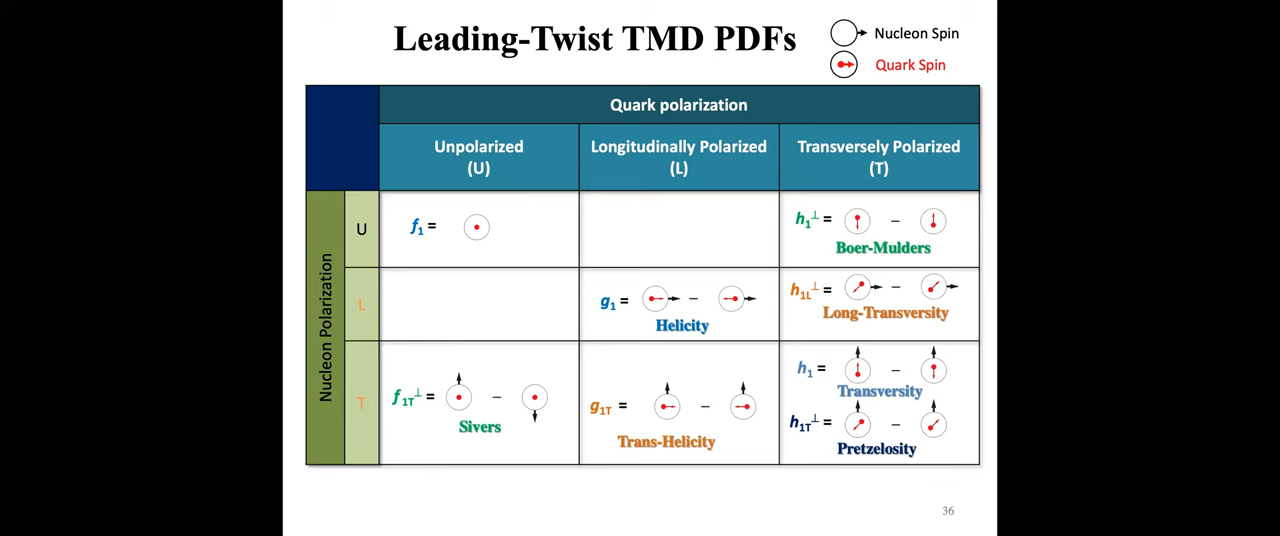 Leading-Twist TMD PDFs
Nucleon Spin
Quark Spin
Quark polarization
Unpolarized
(U)
Longitudinally Polarized
(L)
Transversely Polarized
(T)
Nucleon Polarization
U
f₁ =
h₁⊥ = –
Boer-Mulders
L
g₁ = –
Helicity
h₁L⊥ = –
Long-Transversity
T
f₁T⊥ = –
Sivers
g₁T = –
Trans-Helicity
h₁ = –
Transversity
h₁T⊥ = –
Pretzelosity
36